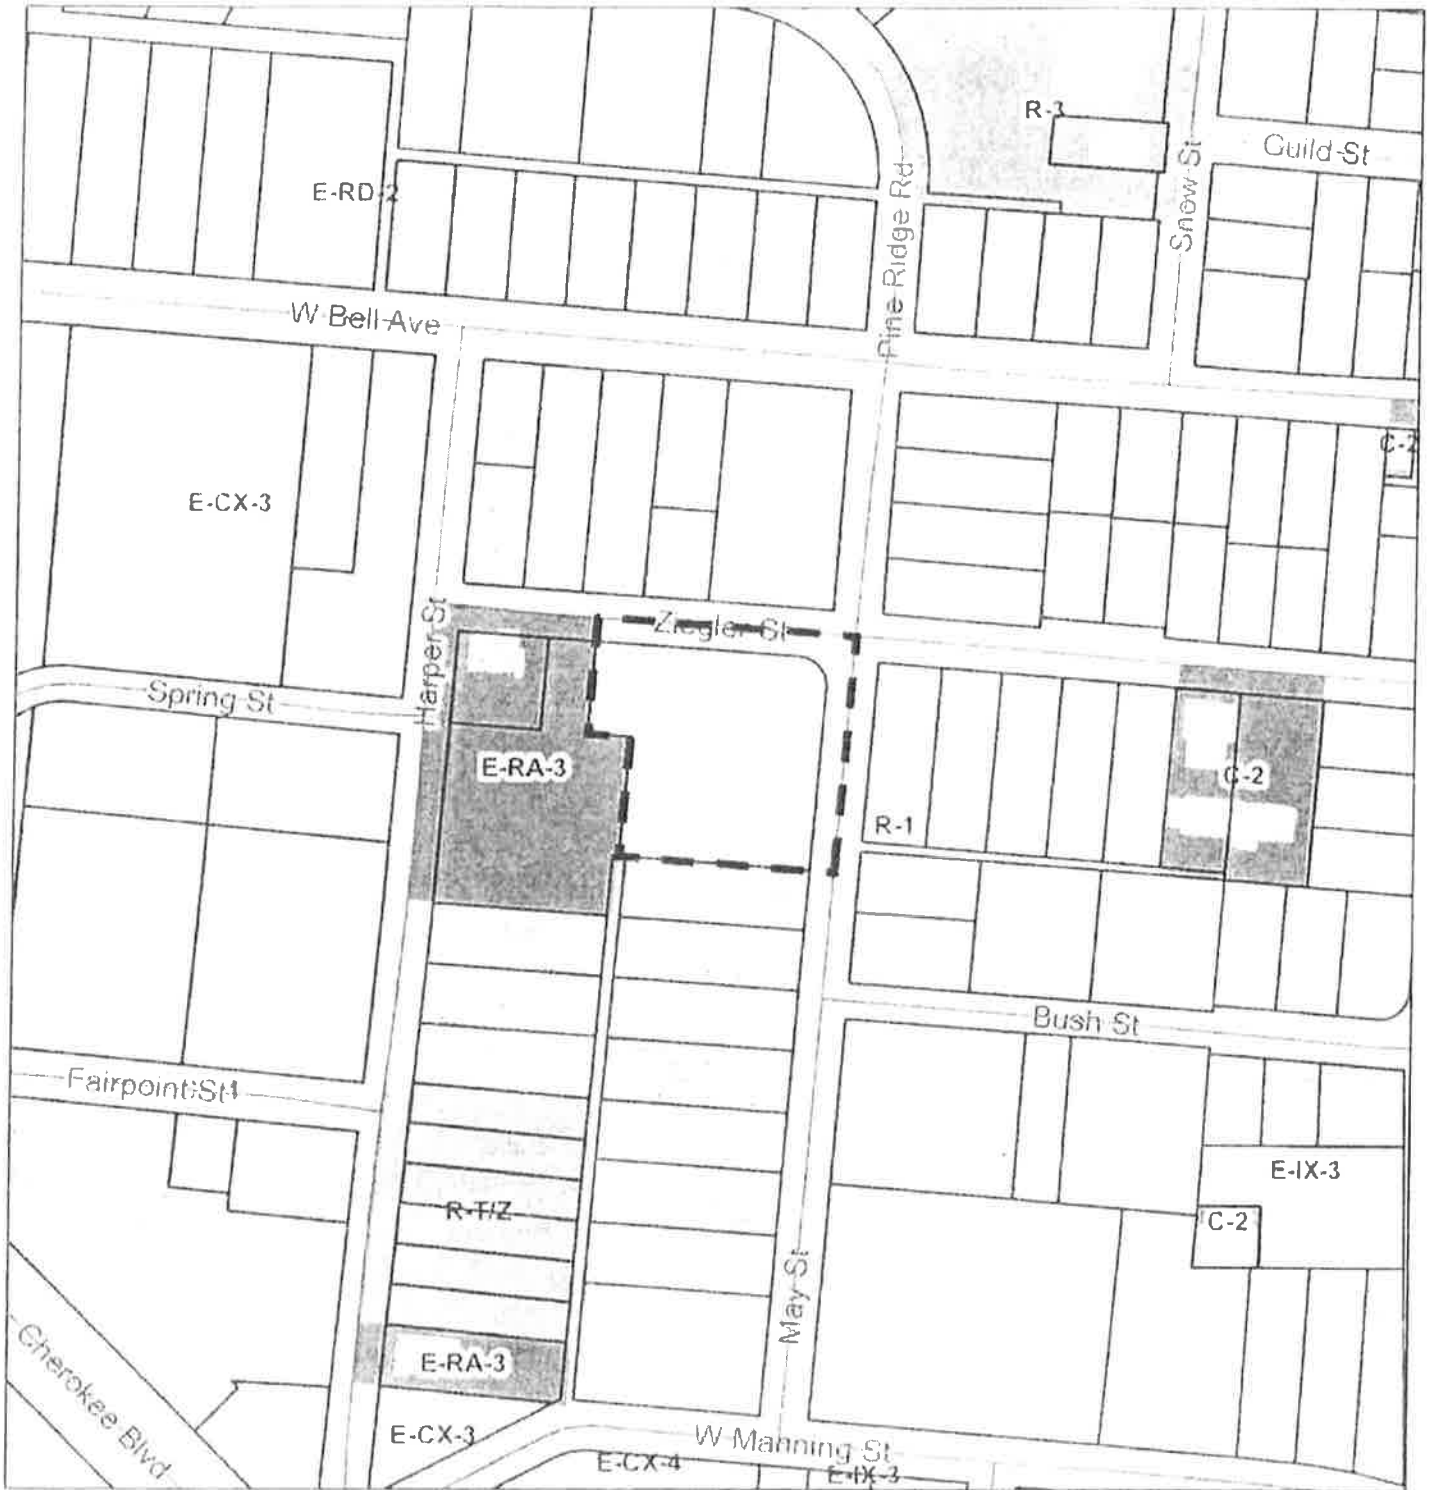 R-3
Guild St
E-RD-2
Snow St
Pine Ridge Rd
W Bell Ave
C-2
E-CX-3
Harper St
Ziegler St
Spring St
E-RA-3
C-2
R-1
Bush St
Fairpoint St
E-IX-3
R-T/Z
C-2
May St
Cherokee Blvd
E-RA-3
E-CX-3
W Manning St
E-CX-4
E-IX-3